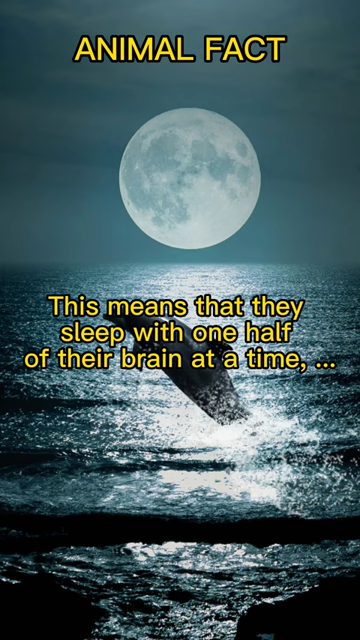 ANIMAL FACT
This means that they
sleep with one half
of their brain at a time, ...